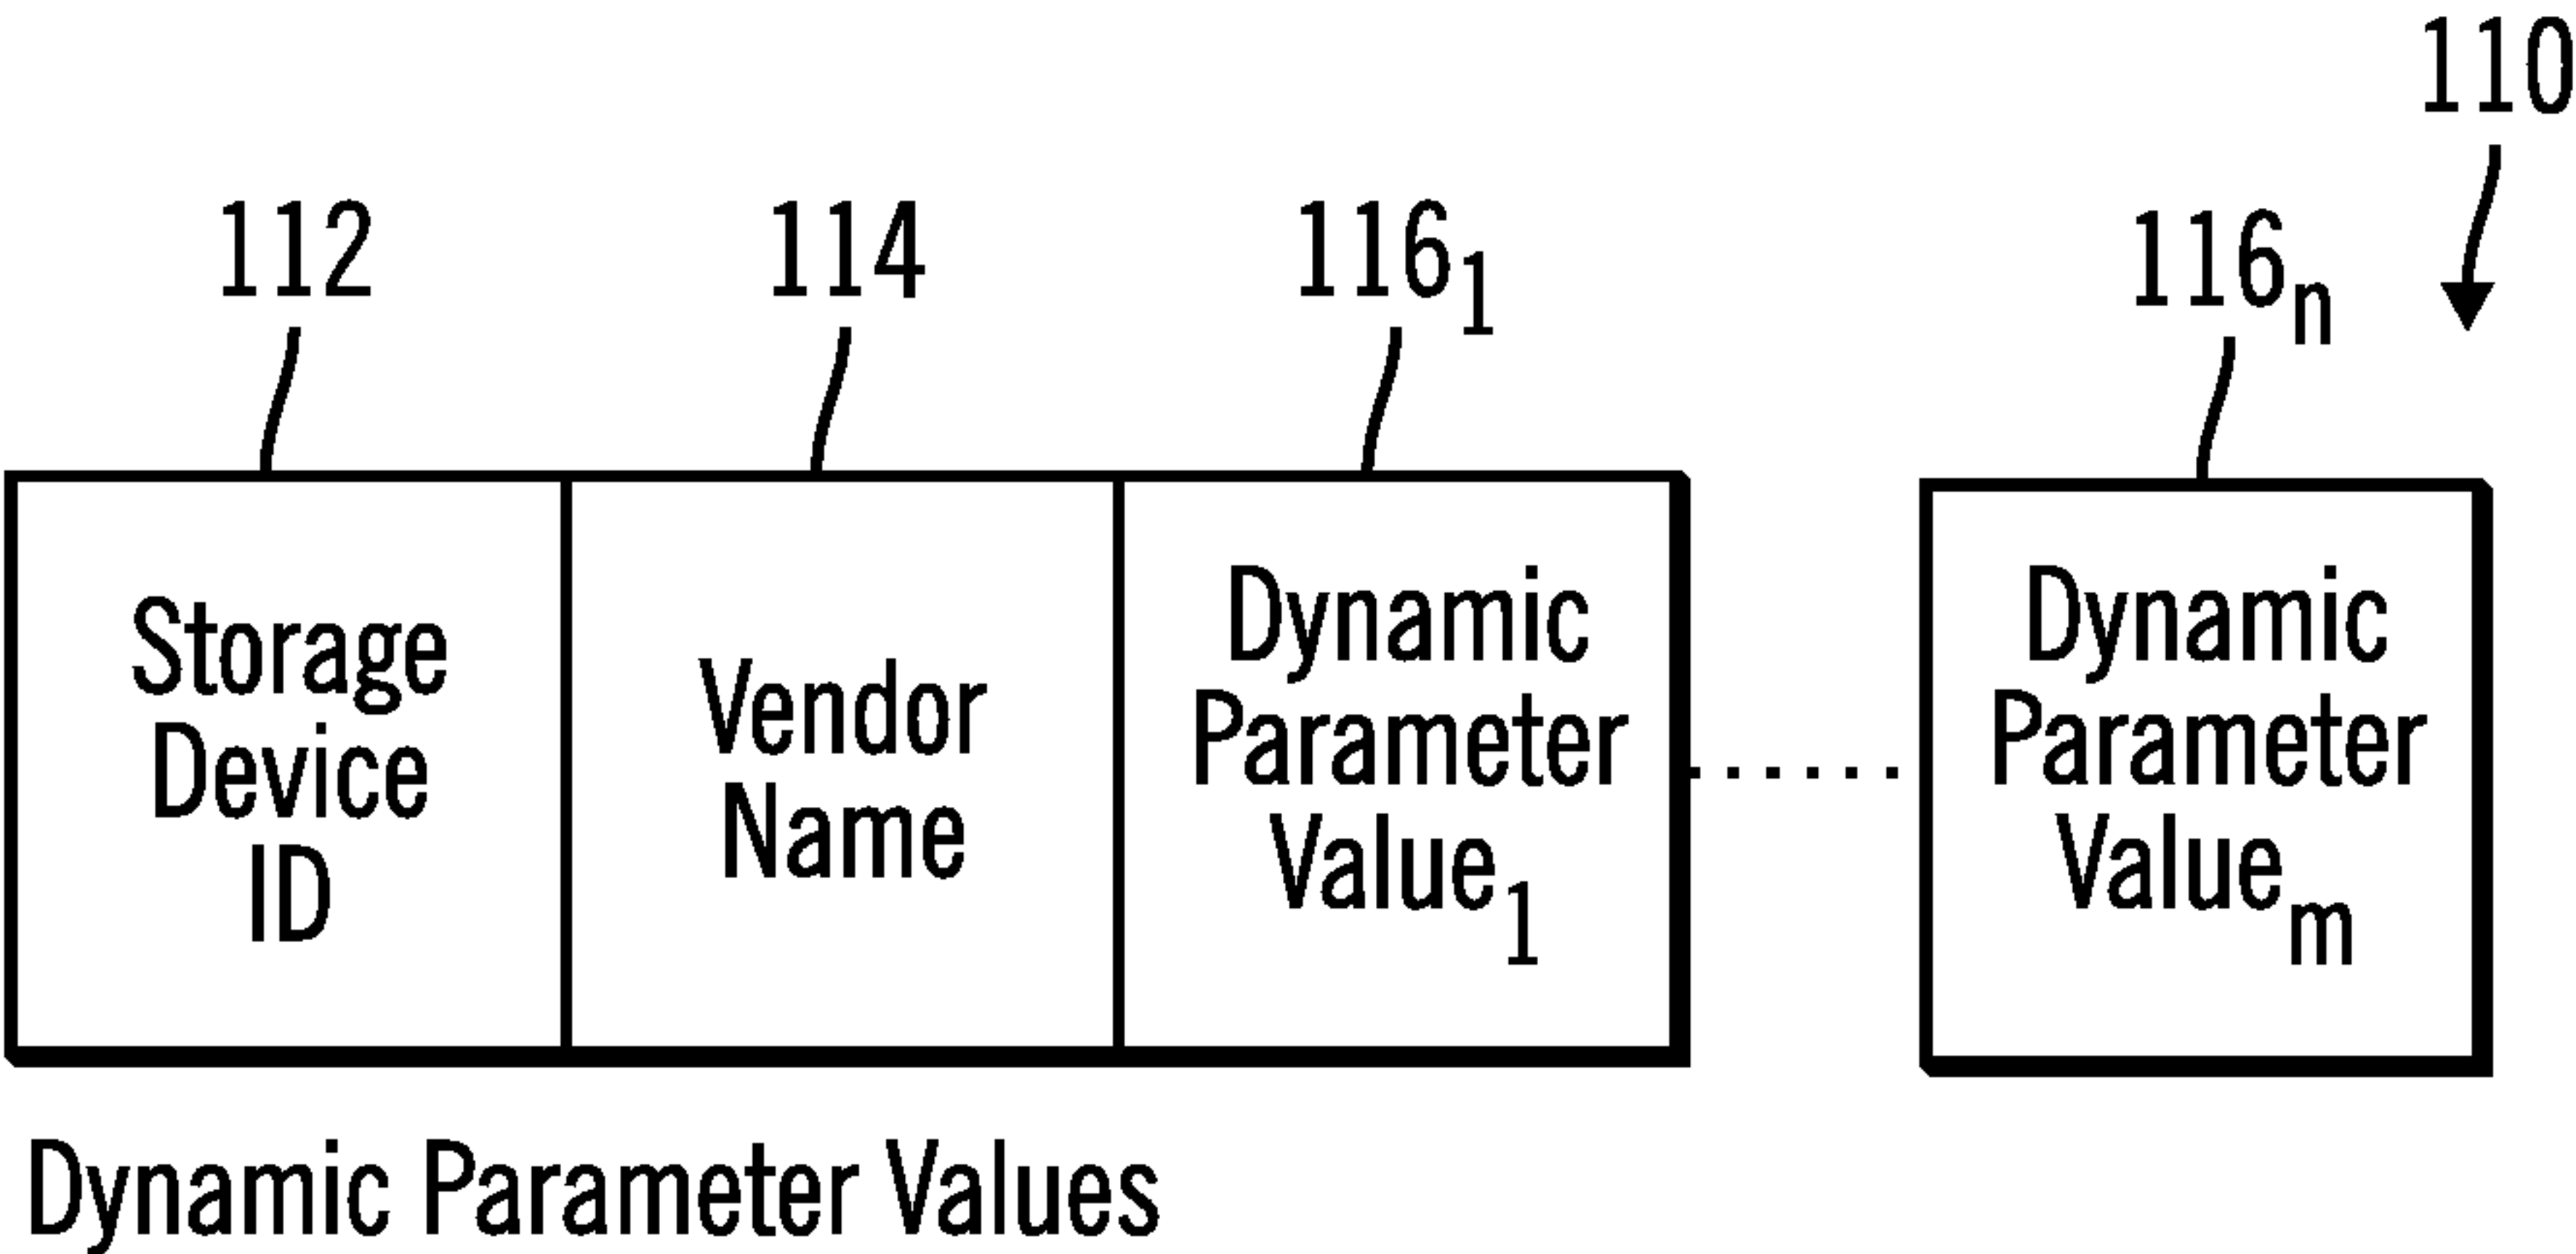 110
112 114 116₁ 116ₙ
Storage
Device
ID
Vendor
Name
Dynamic
Parameter
Value₁
Dynamic
Parameter
Valueₘ
Dynamic Parameter Values